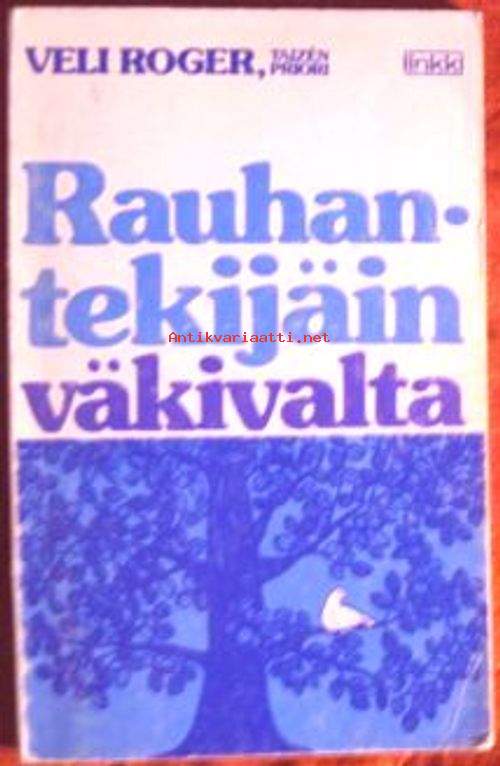 VELI ROGER, TAIZÉN PRIORI linkki
Rauhan-
tekijäin
Antikvariaatti.net
väkivalta